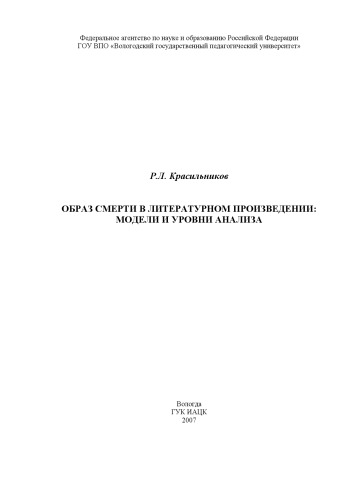 Федеральное агентство по науке и образованию Российской Федерации
ГОУ ВПО «Вологодский государственный педагогический университет»
Р.Л. Красильников
ОБРАЗ СМЕРТИ В ЛИТЕРАТУРНОМ ПРОИЗВЕДЕНИИ:
МОДЕЛИ И УРОВНИ АНАЛИЗА
Вологда
ГУК ИАЦК
2007